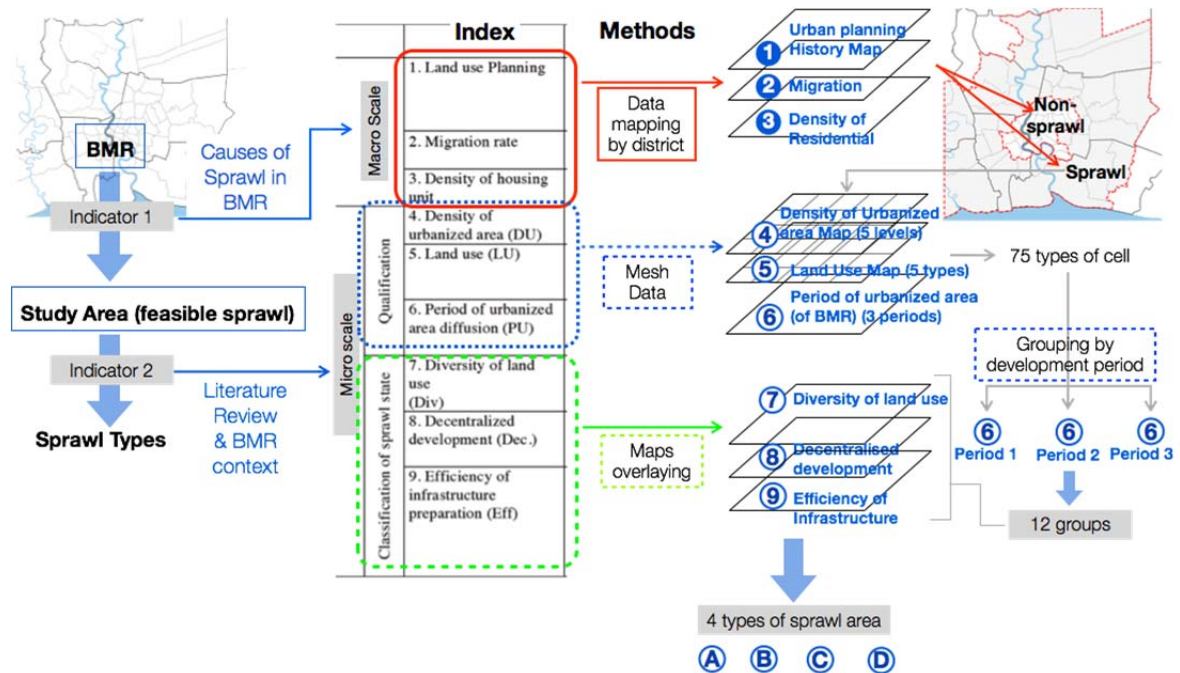 Index
Methods
BMR
Indicator 1
Causes of
Sprawl in
BMR
Study Area (feasible sprawl)
Indicator 2
Literature
Review
& BMR
context
Sprawl Types
Macro Scale
1. Land use Planning
2. Migration rate
3. Density of housing
unit
Micro scale
Qualification
4. Density of
urbanized area (DU)
5. Land use (LU)
6. Period of urbanized
area diffusion (PU)
Classification of sprawl state
7. Diversity of land
use
(Div)
8. Decentralized
development (Dec.)
9. Efficiency of
infrastructure
preparation (Eff)
Data
mapping
by district
Mesh
Data
Maps
overlaying
1 Urban planning
History Map
2 Migration
3 Density of
Residential
Non-
sprawl
Sprawl
4 Density of Urbanized
area Map (5 levels)
5 Land Use Map (5 types)
6 Period of urbanized area
(of BMR) (3 periods)
75 types of cell
Grouping by
development period
6 6 6
Period 1 Period 2 Period 3
12 groups
7 Diversity of land use
8 Decentralised
development
9 Efficiency of
Infrastructure
4 types of sprawl area
A B C D